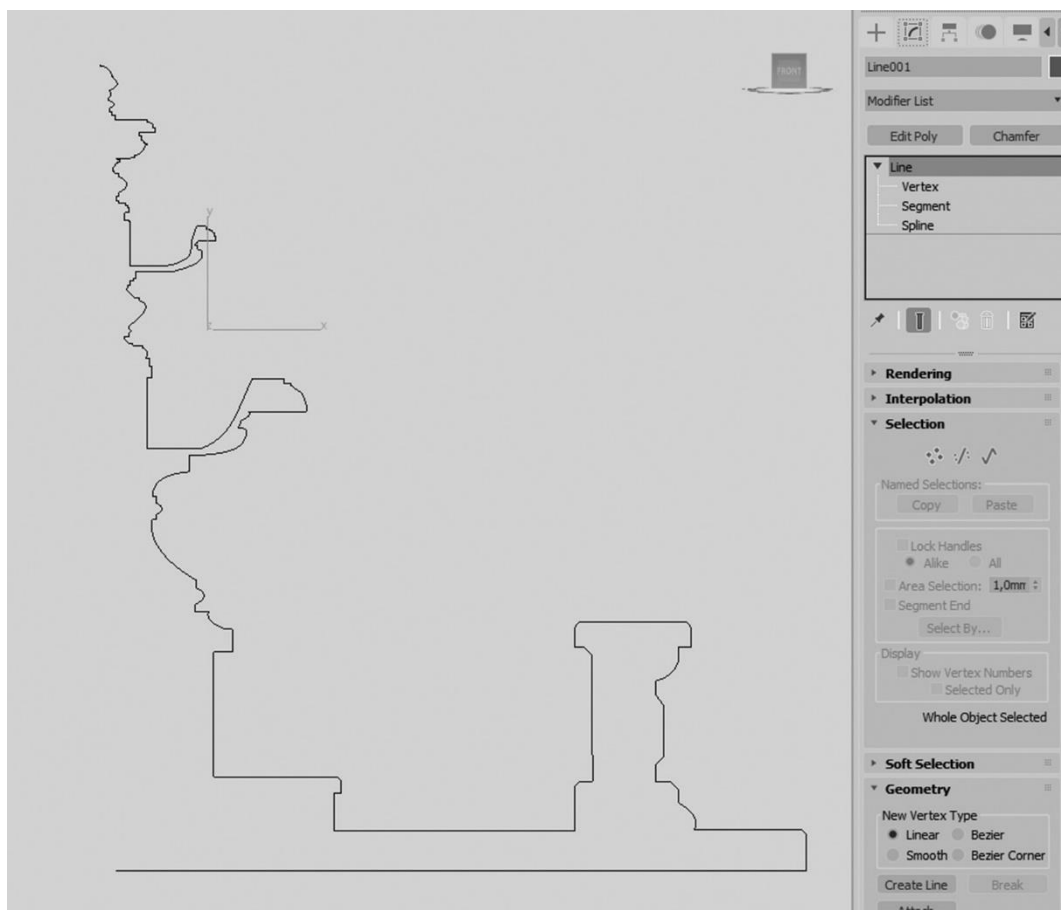 FRONT
y
x
z
Line001
Modifier List
Edit Poly Chamfer
Line
Vertex
Segment
Spline
Rendering
Interpolation
Selection
Named Selections:
Copy Paste
Lock Handles
Alike All
Area Selection: 1,0mm
Segment End
Select By...
Display
Show Vertex Numbers
Selected Only
Whole Object Selected
Soft Selection
Geometry
New Vertex Type
Linear Bezier
Smooth Bezier Corner
Create Line Break
Attach